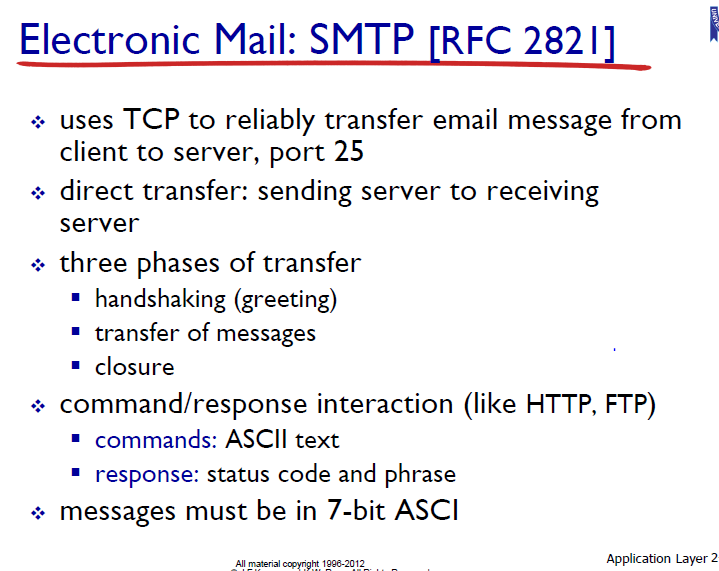 Electronic Mail: SMTP [RFC 2821]
uses TCP to reliably transfer email message from
client to server, port 25
direct transfer: sending server to receiving
server
three phases of transfer
handshaking (greeting)
transfer of messages
closure
command/response interaction (like HTTP, FTP)
commands: ASCII text
response: status code and phrase
messages must be in 7-bit ASCI
All material copyright 1996-2012
Application Layer 2